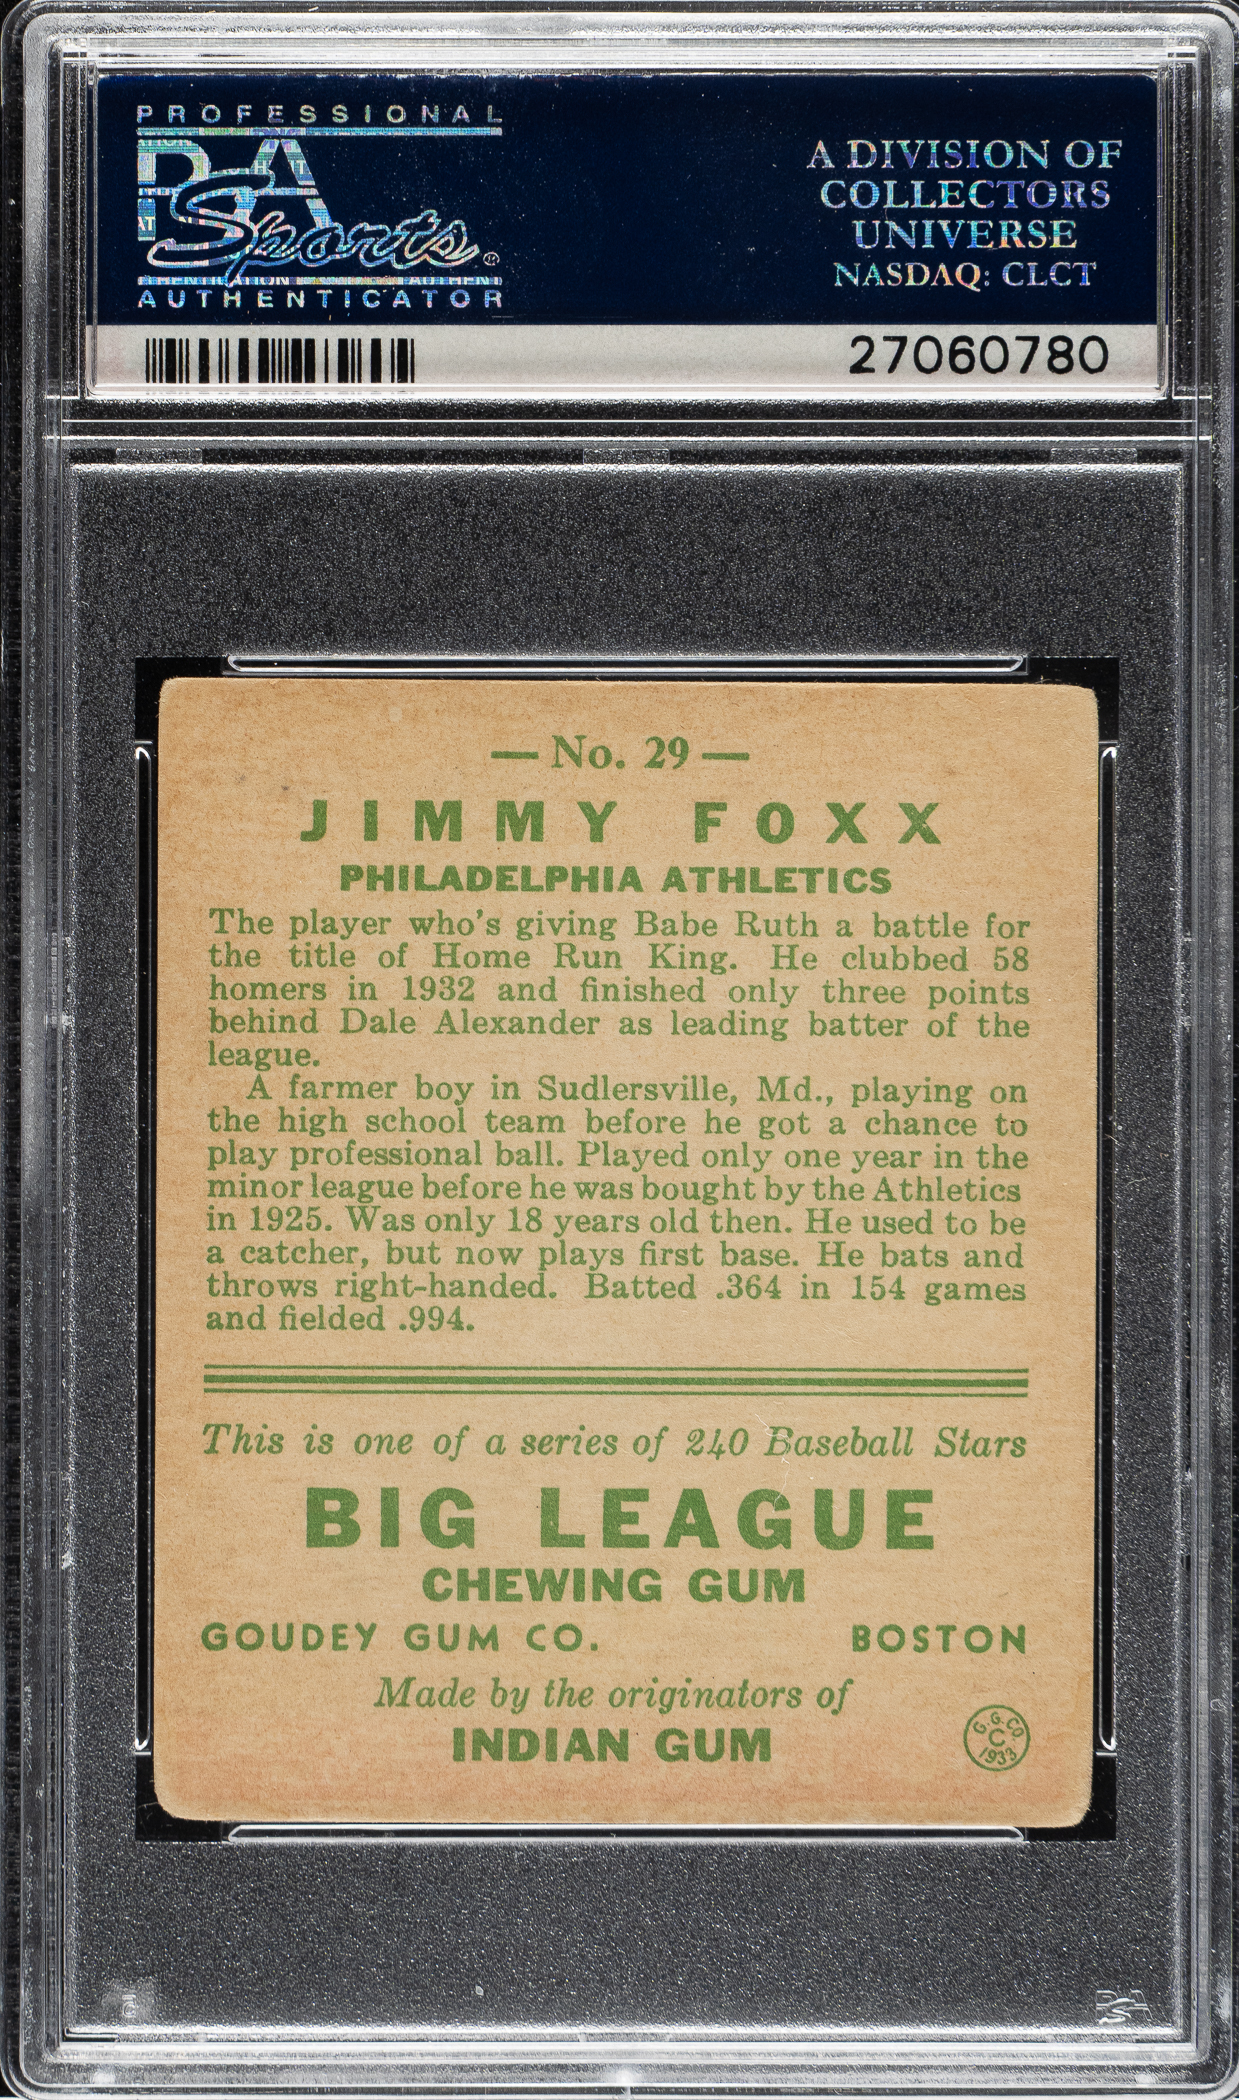 PROFESSIONAL
PSA
Sports
AUTHENTICATOR
A DIVISION OF
COLLECTORS
UNIVERSE
NASDAQ: CLCT
27060780
— No. 29 —
JIMMY FOXX
PHILADELPHIA ATHLETICS
The player who's giving Babe Ruth a battle for
the title of Home Run King. He clubbed 58
homers in 1932 and finished only three points
behind Dale Alexander as leading batter of the
league.
A farmer boy in Sudlersville, Md., playing on
the high school team before he got a chance to
play professional ball. Played only one year in the
minor league before he was bought by the Athletics
in 1925. Was only 18 years old then. He used to be
a catcher, but now plays first base. He bats and
throws right-handed. Batted .364 in 154 games
and fielded .994.
This is one of a series of 240 Baseball Stars
BIG LEAGUE
CHEWING GUM
GOUDEY GUM CO. BOSTON
Made by the originators of
INDIAN GUM
G.G.CO.
C
1933
PSA